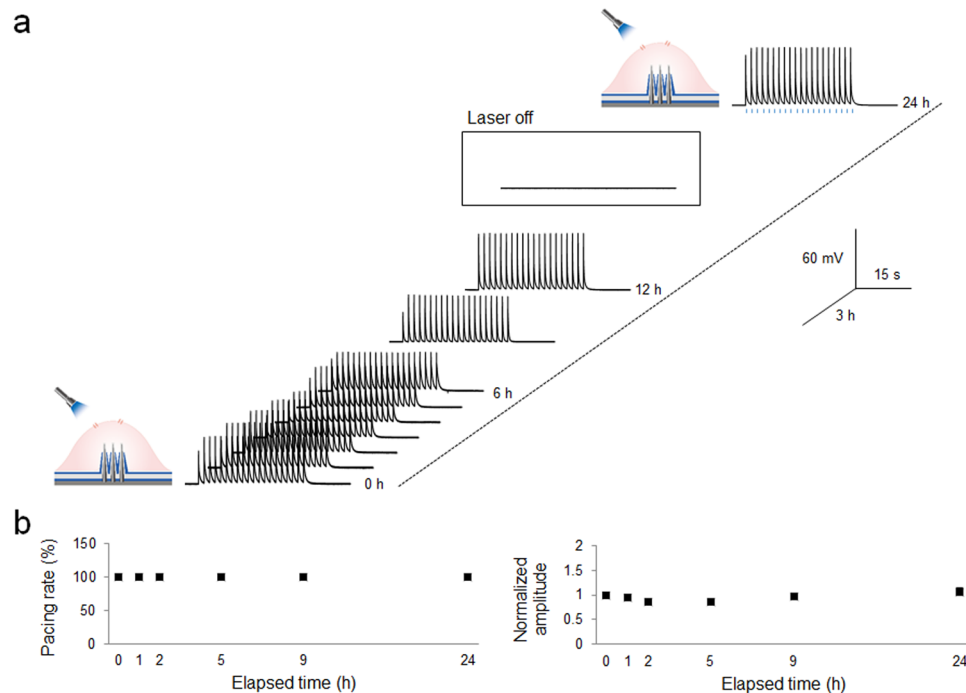 a
24 h
Laser off
60 mV
15 s
3 h
12 h
6 h
0 h
b
Pacing rate (%)
150
100
50
0
0 1 2 5 9 24
Elapsed time (h)
Normalized
amplitude
2
1.5
1
0.5
0
0 1 2 5 9 24
Elapsed time (h)